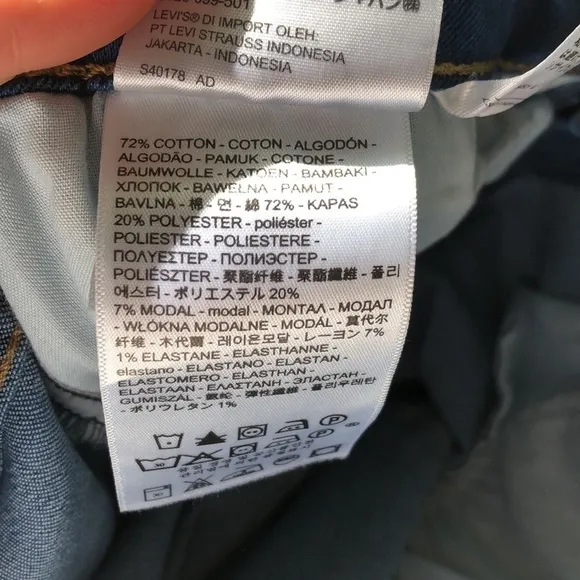 LEVI'S® DI IMPORT OLEH:
PT LEVI STRAUSS INDONESIA
JAKARTA - INDONESIA
S40178 AD
72% COTTON - COTON - ALGODÓN -
ALGODÃO - PAMUK - COTONE -
BAUMWOLLE - KATOEN - BAMBAKI -
ХЛОПОК - BAWEŁNA - PAMUT -
BAVLNA - 棉 - 면 - 綿 72% - KAPAS
20% POLYESTER - poliéster -
POLIESTER - POLIESTERE -
ΠΟΛΥΕΣΤΕΡ - ПОЛИЭСТЕР -
POLIÉSZTER - 聚酯纖維 - 聚酯纤维 - 폴리
에스터 - ポリエステル 20%
7% MODAL - modal - ΜΟΝΤΑΛ - МОДАЛ
- WŁÓKNA MODALNE - MODÁL - 莫代尔
纤维 - 木代爾 - 레이온모달 - レーヨン 7%
1% ELASTANE - ELASTHANNE -
elastano - ELASTANO - ELASTAN -
ELASTOMERO - ELASTHAN -
ELASTAAN - ΕΛΑΣΤΑΝΗ - ЭЛАСТАН -
GUMISZÁL - 氨纶 - 彈性纖維 - 폴리우레탄
- ポリウレタン 1%